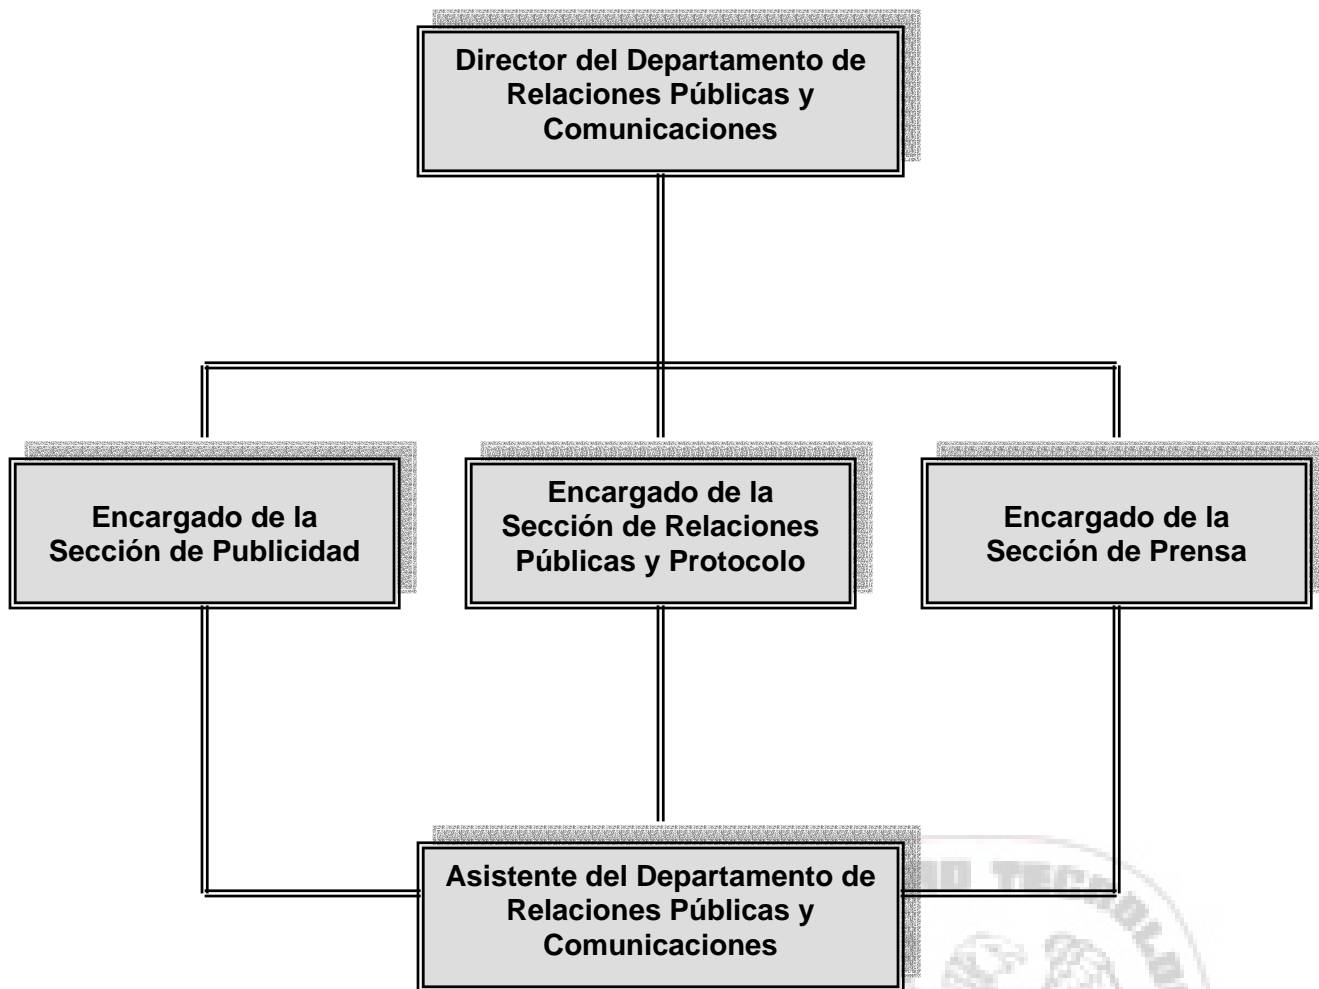 Director del Departamento de
Relaciones Públicas y
Comunicaciones
Encargado de la
Sección de Publicidad
Encargado de la
Sección de Relaciones
Públicas y Protocolo
Encargado de la
Sección de Prensa
Asistente del Departamento de
Relaciones Públicas y
Comunicaciones